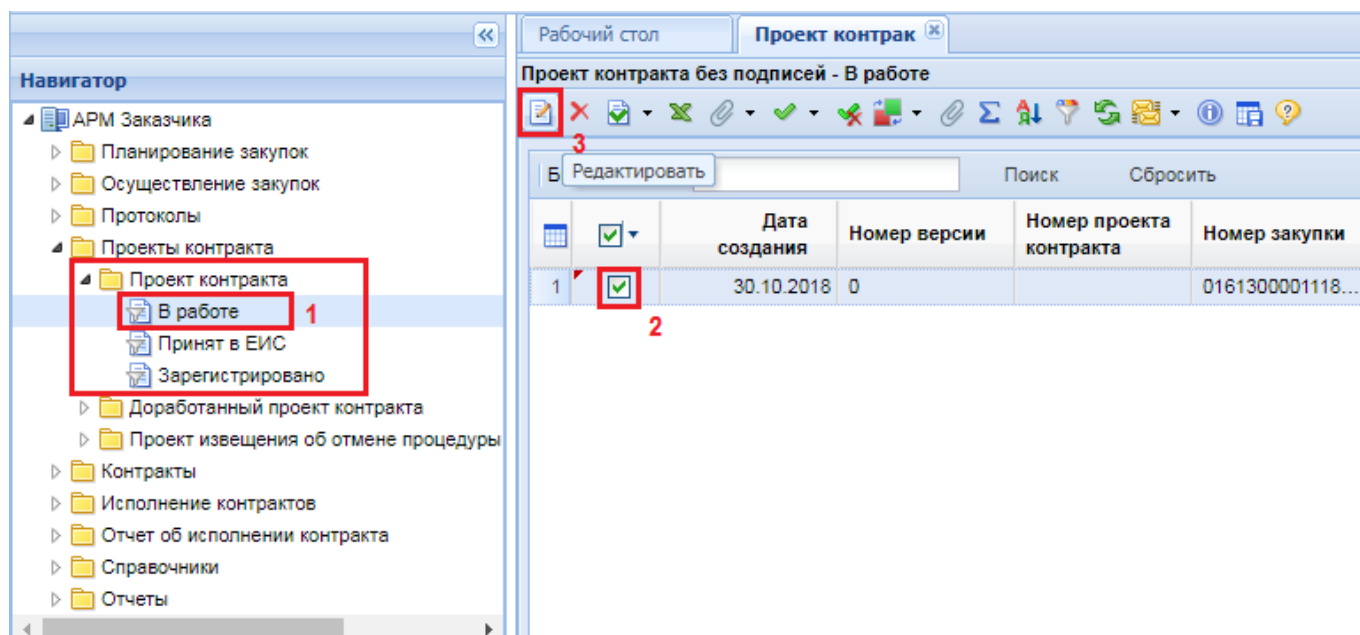 Навигатор
АРМ Заказчика
Планирование закупок
Осуществление закупок
Протоколы
Проекты контракта
Проект контракта
В работе 1
Принят в ЕИС
Зарегистрировано
Доработанный проект контракта
Проект извещения об отмене процедуры
Контракты
Исполнение контрактов
Отчет об исполнении контракта
Справочники
Отчеты
Рабочий стол Проект контрак
Проект контракта без подписей - В работе
3
Редактировать Поиск Сбросить
Дата создания Номер версии Номер проекта контракта Номер закупки
1 30.10.2018 0 0161300001118...
2